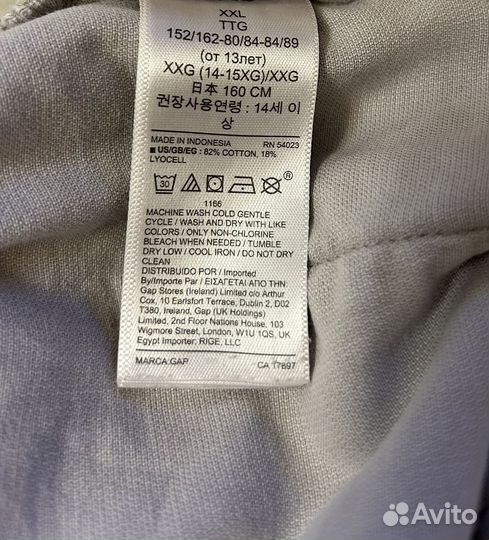 XXL
TTG
152/162-80/84-84/89
(от 13лет)
XXG (14-15XG)/XXG
日本 160 CM
권장사용연령 : 14세 이
상
MADE IN INDONESIA RN 54023
■ US/GB/EG : 82% COTTON, 18%
LYOCELL
30 ®
1166
MACHINE WASH COLD GENTLE
CYCLE / WASH AND DRY WITH LIKE
COLORS / ONLY NON-CHLORINE
BLEACH WHEN NEEDED / TUMBLE
DRY LOW / COOL IRON / DO NOT DRY
CLEAN
DISTRIBUIDO POR / Imported
By/Importe Par / ΕΙΣΑΓΕΤΑΙ ΑΠΟ:
Gap Stores (Ireland) Limited c/o Arthur
Cox, 10 Earlsfort Terrace, Dublin 2, D02
T380, Ireland, Gap (UK Holdings)
Limited, 2nd Floor Nations House, 103
Wigmore Street, London, W1U 1QS, UK
Egypt Importer: RIGE, LLC
MARCA:GAP CA 17897
Avito